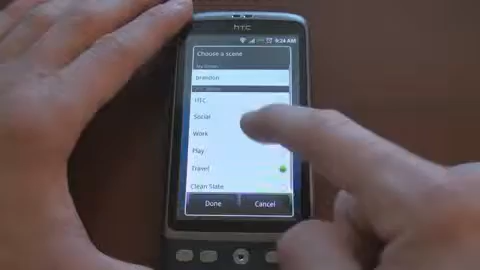 hTC
9:24 AM
Choose a scene
brandon
HTC
Social
Work
Play
Travel
Clean Slate
Done
Cancel